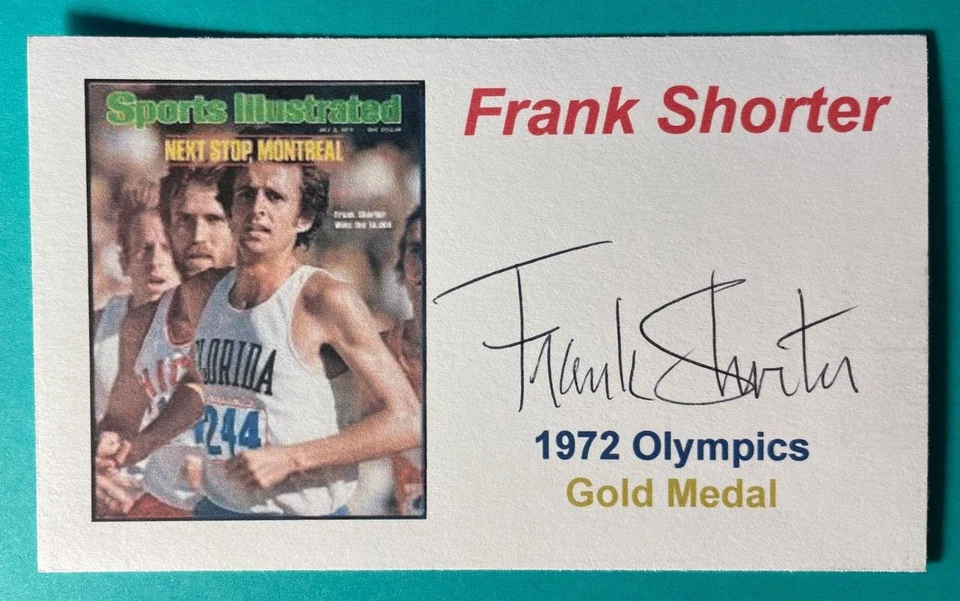 Sports Illustrated
NEXT STOP, MONTREAL
Frank Shorter
Wins the 10,000
LORIDA
244
Frank Shorter
Frank Shorter
1972 Olympics
Gold Medal